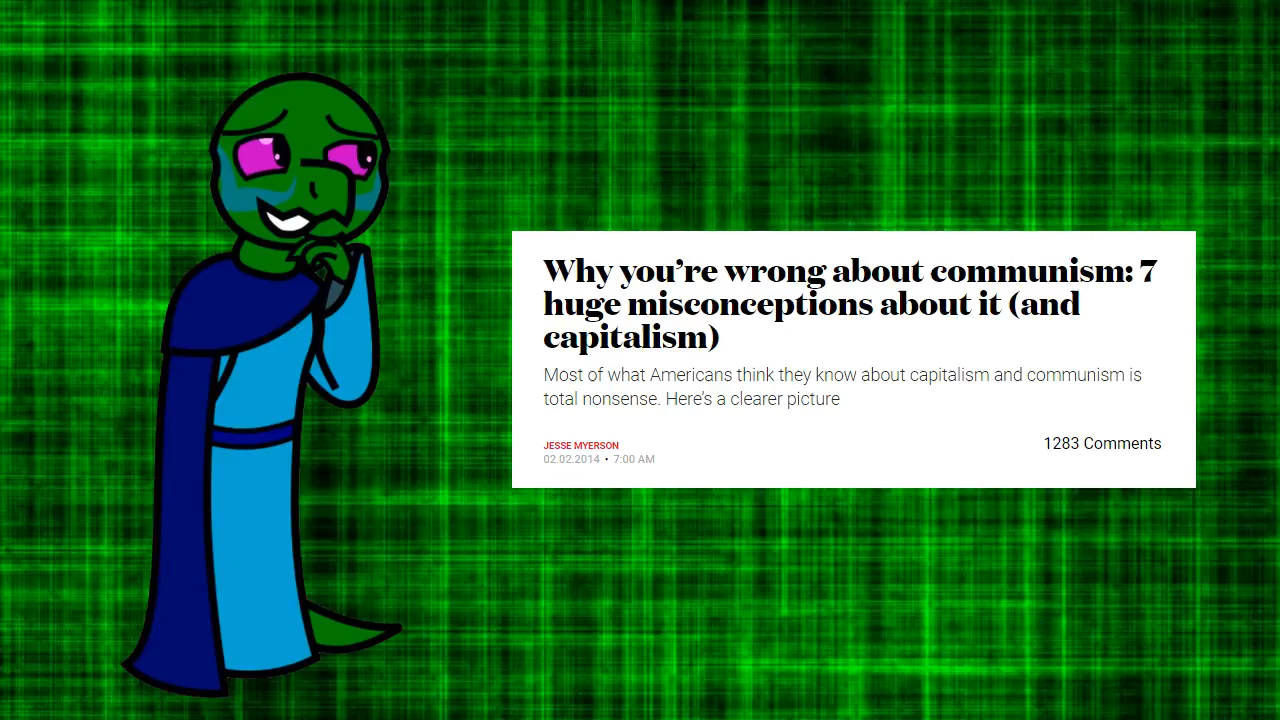 Why you’re wrong about communism: 7
huge misconceptions about it (and
capitalism)
Most of what Americans think they know about capitalism and communism is
total nonsense. Here’s a clearer picture
JESSE MYERSON
02.02.2014 • 7:00 AM
1283 Comments